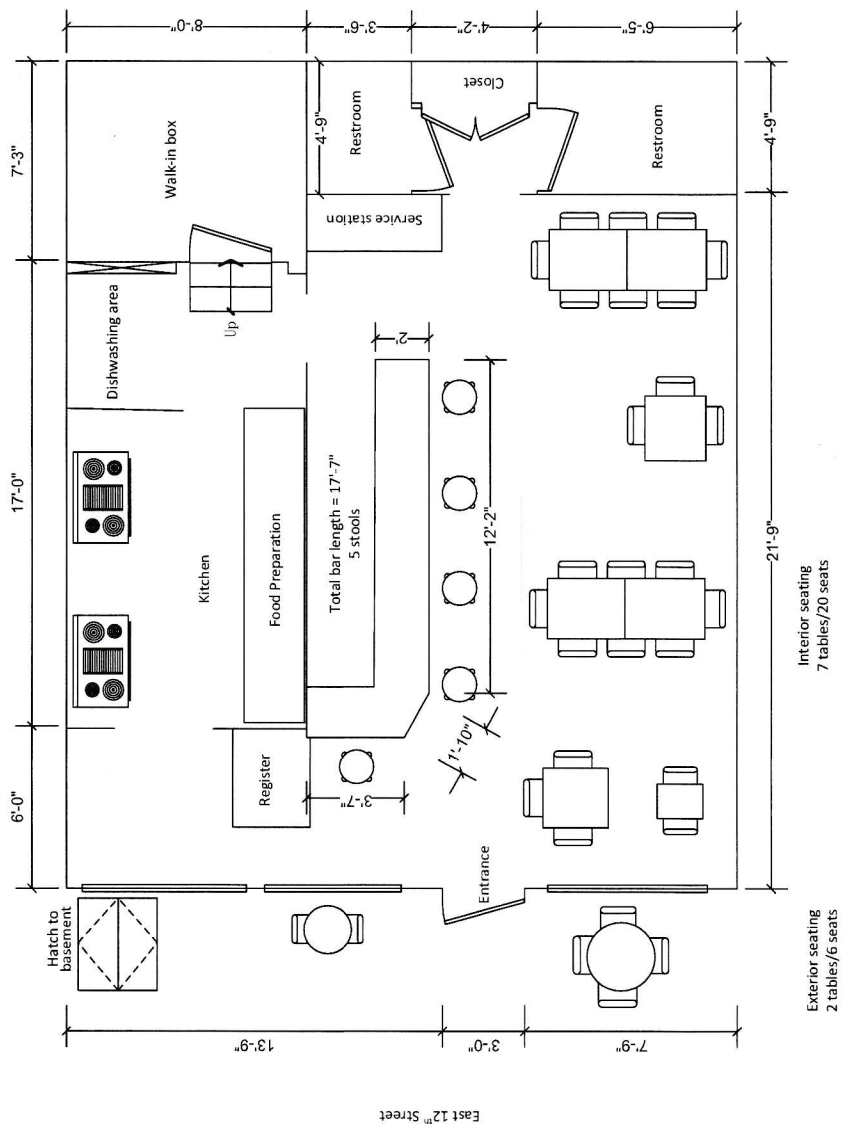 8'-0"
3'-6"
4'-2"
6'-5"
7'-3"
17'-0"
6'-0"
Walk-in box
4'-9"
Restroom
Closet
Restroom
4'-9"
Service station
Dishwashing area
Up
2'
Kitchen
Food Preparation
Total bar length = 17'-7"
5 stools
12'-2"
21'-9"
1'-10"
Register
3'-7"
Entrance
Hatch to
basement
Interior seating
7 tables/20 seats
Exterior seating
2 tables/6 seats
13'-9"
3'-0"
7'-9"
East 12th Street